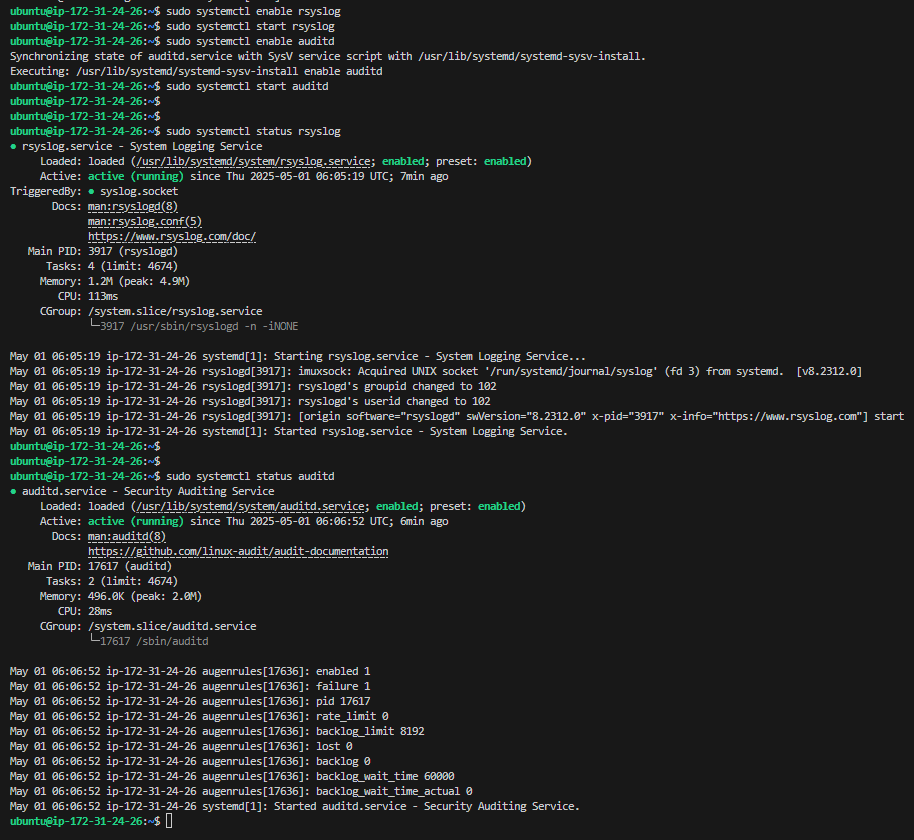 ubuntu@ip-172-31-24-26:~$ sudo systemctl enable rsyslog
ubuntu@ip-172-31-24-26:~$ sudo systemctl start rsyslog
ubuntu@ip-172-31-24-26:~$ sudo systemctl enable auditd
Synchronizing state of auditd.service with SysV service script with /usr/lib/systemd/systemd-sysv-install.
Executing: /usr/lib/systemd/systemd-sysv-install enable auditd
ubuntu@ip-172-31-24-26:~$ sudo systemctl start auditd
ubuntu@ip-172-31-24-26:~$
ubuntu@ip-172-31-24-26:~$
ubuntu@ip-172-31-24-26:~$ sudo systemctl status rsyslog
● rsyslog.service - System Logging Service
     Loaded: loaded (/usr/lib/systemd/system/rsyslog.service; enabled; preset: enabled)
     Active: active (running) since Thu 2025-05-01 06:05:19 UTC; 7min ago
TriggeredBy: ● syslog.socket
       Docs: man:rsyslogd(8)
             man:rsyslog.conf(5)
             https://www.rsyslog.com/doc/
   Main PID: 3917 (rsyslogd)
      Tasks: 4 (limit: 4674)
     Memory: 1.2M (peak: 4.9M)
        CPU: 113ms
     CGroup: /system.slice/rsyslog.service
             └─3917 /usr/sbin/rsyslogd -n -iNONE
May 01 06:05:19 ip-172-31-24-26 systemd[1]: Starting rsyslog.service - System Logging Service...
May 01 06:05:19 ip-172-31-24-26 rsyslogd[3917]: imuxsock: Acquired UNIX socket '/run/systemd/journal/syslog' (fd 3) from systemd.  [v8.2312.0]
May 01 06:05:19 ip-172-31-24-26 rsyslogd[3917]: rsyslogd's groupid changed to 102
May 01 06:05:19 ip-172-31-24-26 rsyslogd[3917]: rsyslogd's userid changed to 102
May 01 06:05:19 ip-172-31-24-26 rsyslogd[3917]: [origin software="rsyslogd" swVersion="8.2312.0" x-pid="3917" x-info="https://www.rsyslog.com"] start
May 01 06:05:19 ip-172-31-24-26 systemd[1]: Started rsyslog.service - System Logging Service.
ubuntu@ip-172-31-24-26:~$
ubuntu@ip-172-31-24-26:~$
ubuntu@ip-172-31-24-26:~$ sudo systemctl status auditd
● auditd.service - Security Auditing Service
     Loaded: loaded (/usr/lib/systemd/system/auditd.service; enabled; preset: enabled)
     Active: active (running) since Thu 2025-05-01 06:06:52 UTC; 6min ago
       Docs: man:auditd(8)
             https://github.com/linux-audit/audit-documentation
   Main PID: 17617 (auditd)
      Tasks: 2 (limit: 4674)
     Memory: 496.0K (peak: 2.0M)
        CPU: 28ms
     CGroup: /system.slice/auditd.service
             └─17617 /sbin/auditd
May 01 06:06:52 ip-172-31-24-26 augenrules[17636]: enabled 1
May 01 06:06:52 ip-172-31-24-26 augenrules[17636]: failure 1
May 01 06:06:52 ip-172-31-24-26 augenrules[17636]: pid 17617
May 01 06:06:52 ip-172-31-24-26 augenrules[17636]: rate_limit 0
May 01 06:06:52 ip-172-31-24-26 augenrules[17636]: backlog_limit 8192
May 01 06:06:52 ip-172-31-24-26 augenrules[17636]: lost 0
May 01 06:06:52 ip-172-31-24-26 augenrules[17636]: backlog 0
May 01 06:06:52 ip-172-31-24-26 augenrules[17636]: backlog_wait_time 60000
May 01 06:06:52 ip-172-31-24-26 augenrules[17636]: backlog_wait_time_actual 0
May 01 06:06:52 ip-172-31-24-26 systemd[1]: Started auditd.service - Security Auditing Service.
ubuntu@ip-172-31-24-26:~$